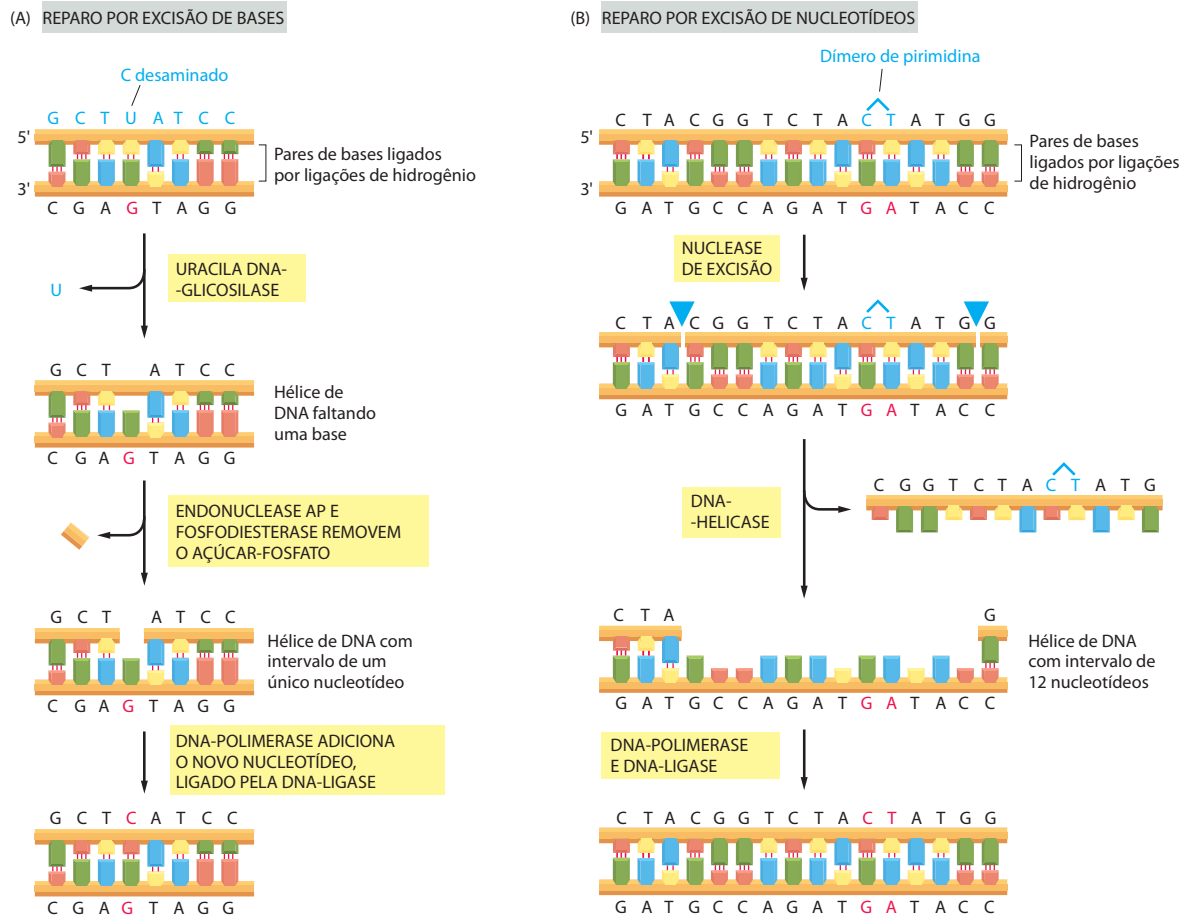 (A) REPARO POR EXCISÃO DE BASES
C desaminado
G C T U A T C C
5'
3'
Pares de bases ligados
por ligações de hidrogênio
C G A G T A G G
URACILA DNA-
-GLICOSILASE
U
G C T A T C C
Hélice de
DNA faltando
uma base
C G A G T A G G
ENDONUCLEASE AP E
FOSFODIESTERASE REMOVEM
O AÇÚCAR-FOSFATO
G C T A T C C
Hélice de DNA com
intervalo de um
único nucleotídeo
C G A G T A G G
DNA-POLIMERASE ADICIONA
O NOVO NUCLEOTÍDEO,
LIGADO PELA DNA-LIGASE
G C T C A T C C
C G A G T A G G
(B) REPARO POR EXCISÃO DE NUCLEOTÍDEOS
Dímero de pirimidina
C T A C G G T C T A C T A T G G
5'
3'
Pares de bases
ligados por ligações
de hidrogênio
G A T G C C A G A T G A T A C C
NUCLEASE
DE EXCISÃO
C T A C G G T C T A C T A T G G
G A T G C C A G A T G A T A C C
DNA-
-HELICASE
C G G T C T A C T A T G
C T A G
Hélice de DNA
com intervalo de
12 nucleotídeos
G A T G C C A G A T G A T A C C
DNA-POLIMERASE
E DNA-LIGASE
C T A C G G T C T A C T A T G G
G A T G C C A G A T G A T A C C